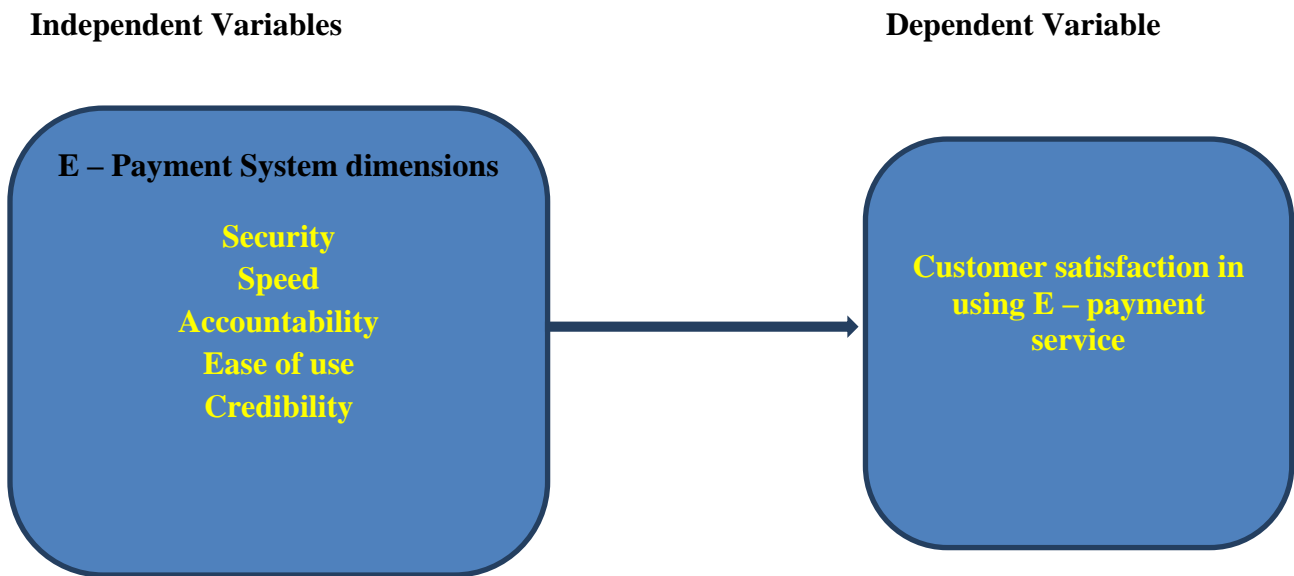 Independent Variables
Dependent Variable
E – Payment System dimensions
Security
Speed
Accountability
Ease of use
Credibility
Customer satisfaction in
using E – payment
service